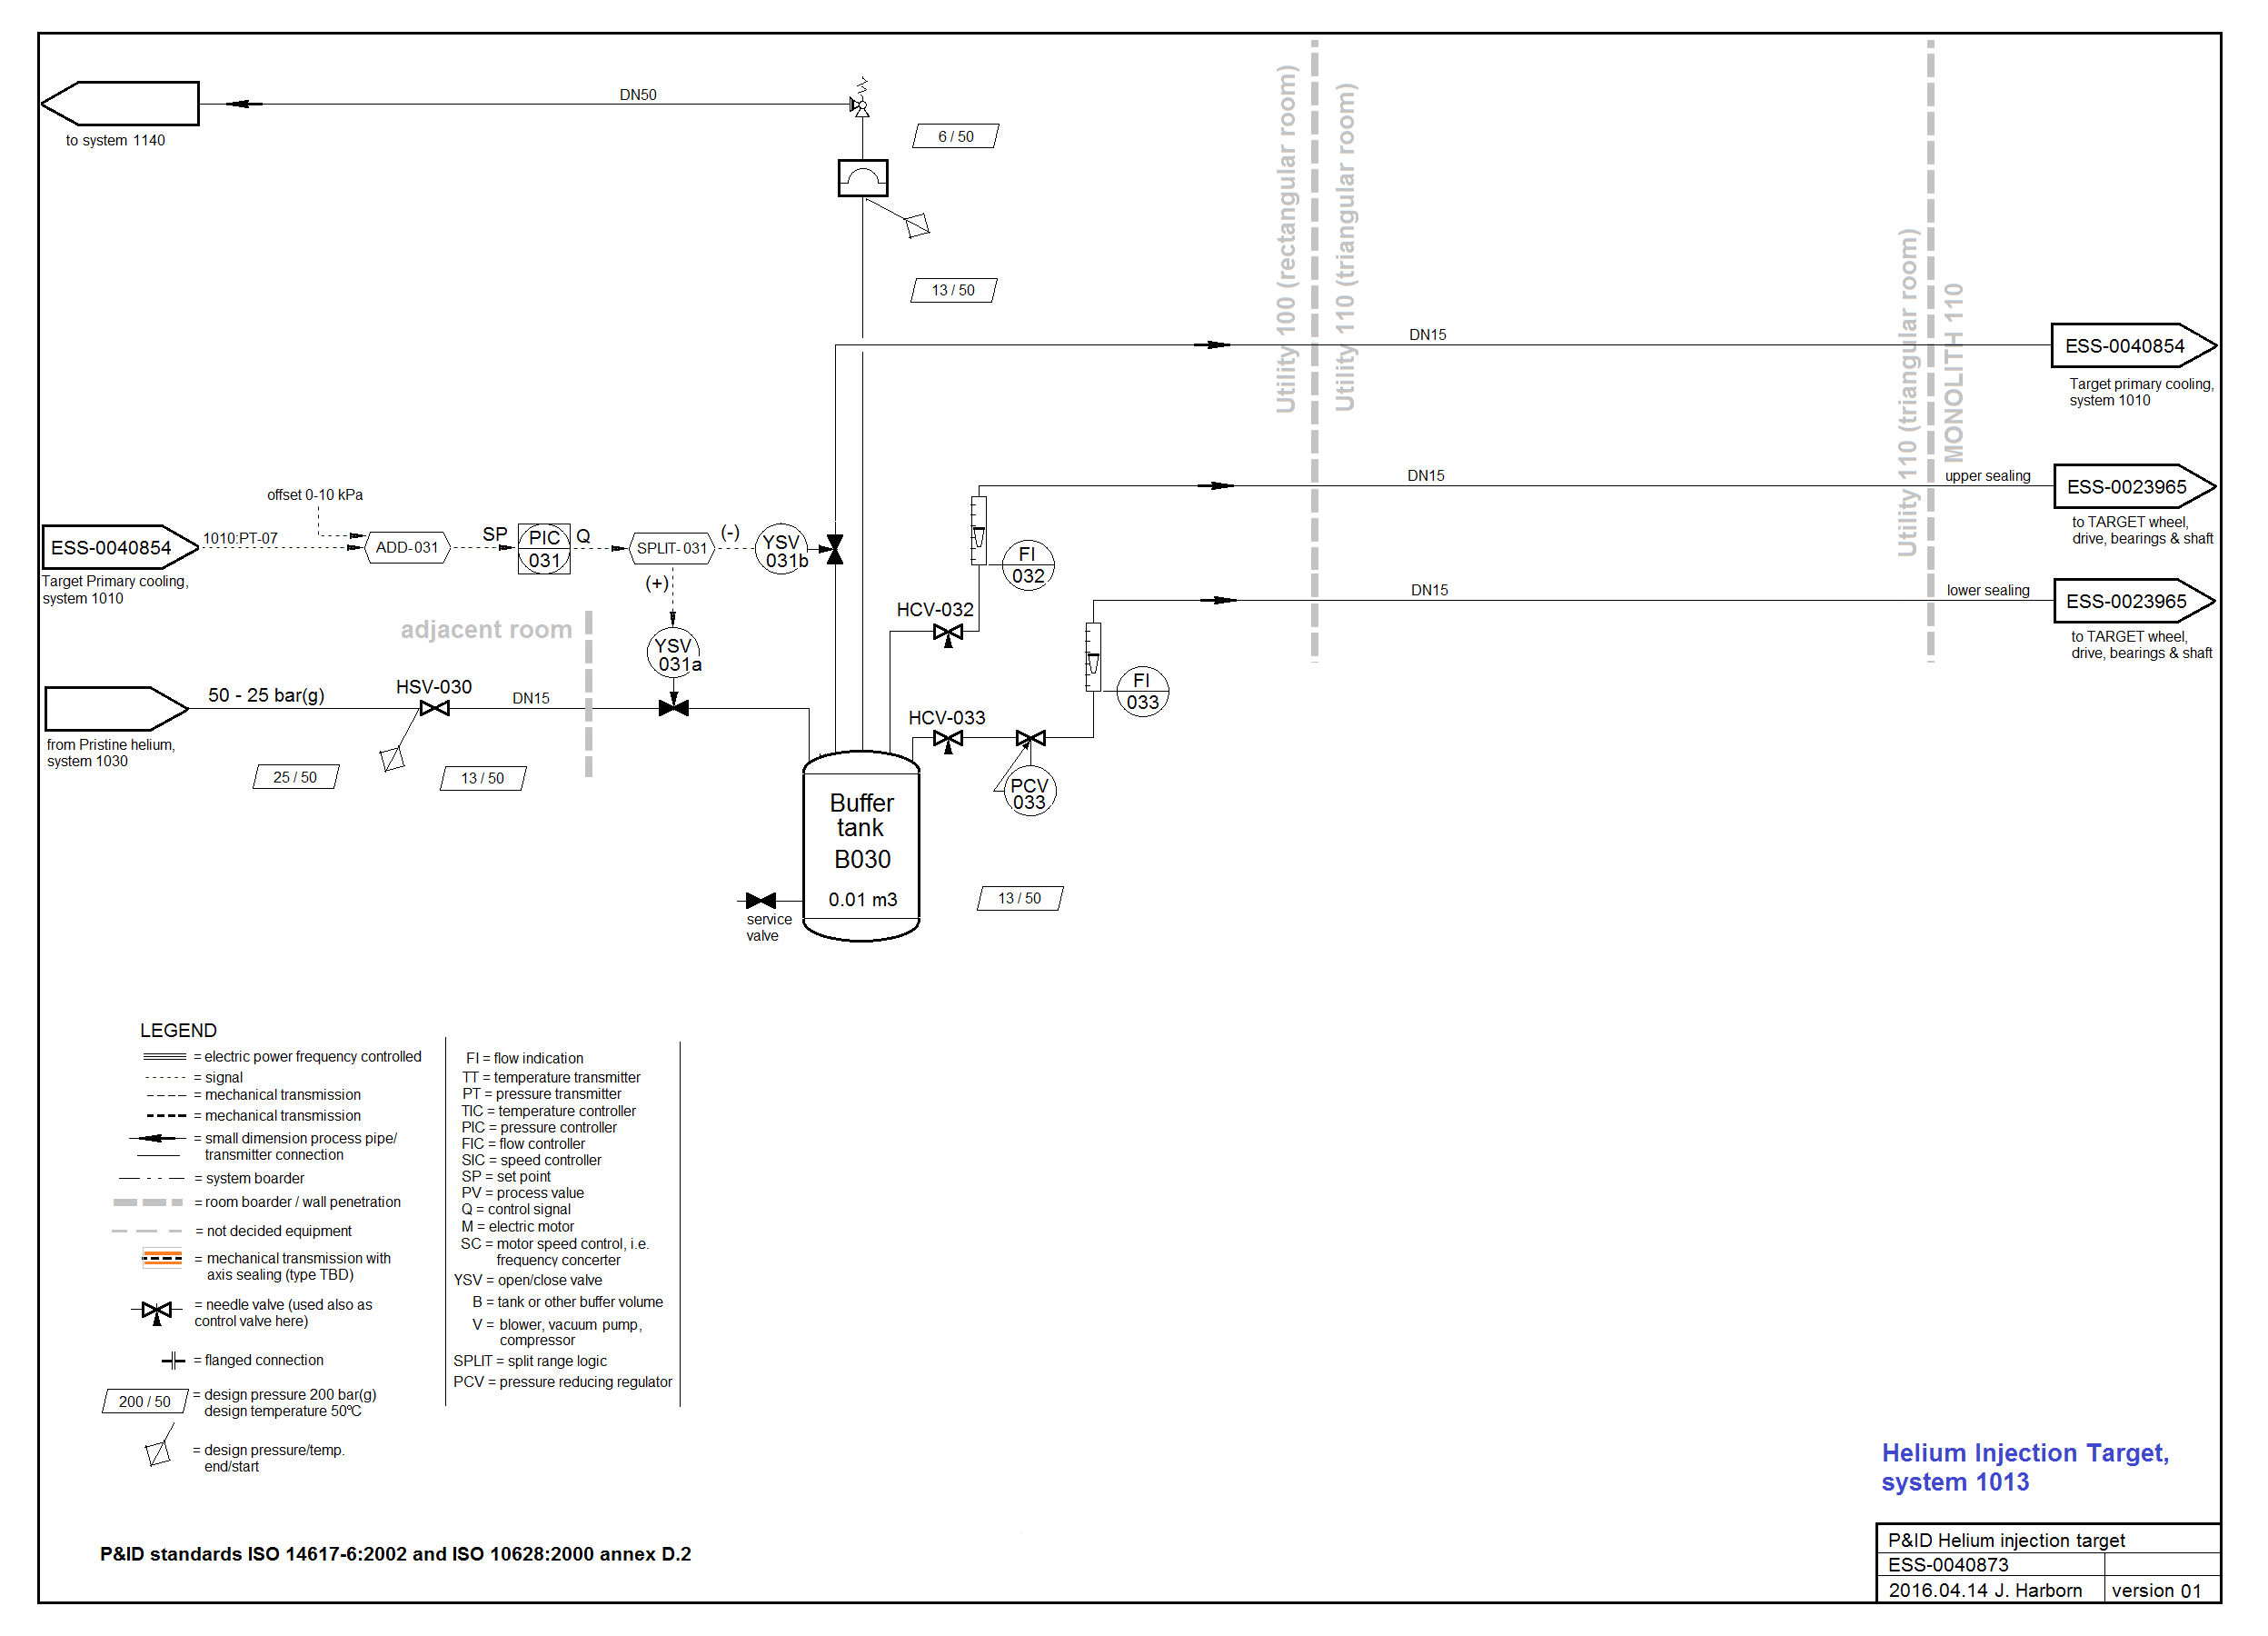 DN50
to system 1140
6 / 50
13 / 50
Utility 100 (rectangular room)
Utility 110 (triangular room)
Utility 110 (triangular room)
MONOLITH 110
DN15
ESS-0040854
Target primary cooling,
system 1010
DN15
upper sealing
ESS-0023965
to TARGET wheel,
drive, bearings & shaft
DN15
lower sealing
ESS-0023965
to TARGET wheel,
drive, bearings & shaft
offset 0-10 kPa
ESS-0040854
1010:PT-07
Target Primary cooling,
system 1010
ADD-031
SP
PIC
031
Q
SPLIT-031
(-)
(+)
YSV
031b
YSV
031a
FI
032
HCV-032
adjacent room
50 - 25 bar(g)
HSV-030
DN15
from Pristine helium,
system 1030
25 / 50
13 / 50
HCV-033
FI
033
PCV
033
Buffer
tank
B030
0.01 m3
13 / 50
service
valve
LEGEND
= electric power frequency controlled
= signal
= mechanical transmission
= mechanical transmission
= small dimension process pipe/
transmitter connection
= system boarder
= room boarder / wall penetration
= not decided equipment
= mechanical transmission with
axis sealing (type TBD)
= needle valve (used also as
control valve here)
= flanged connection
200 / 50
= design pressure 200 bar(g)
design temperature 50ºC
= design pressure/temp.
end/start
FI = flow indication
TT = temperature transmitter
PT = pressure transmitter
TIC = temperature controller
PIC = pressure controller
FIC = flow controller
SIC = speed controller
SP = set point
PV = process value
Q = control signal
M = electric motor
SC = motor speed control, i.e.
frequency concerter
YSV = open/close valve
B = tank or other buffer volume
V = blower, vacuum pump,
compressor
SPLIT = split range logic
PCV = pressure reducing regulator
P&ID standards ISO 14617-6:2002 and ISO 10628:2000 annex D.2
Helium Injection Target,
system 1013
P&ID Helium injection target
ESS-0040873
2016.04.14 J. Harborn
version 01